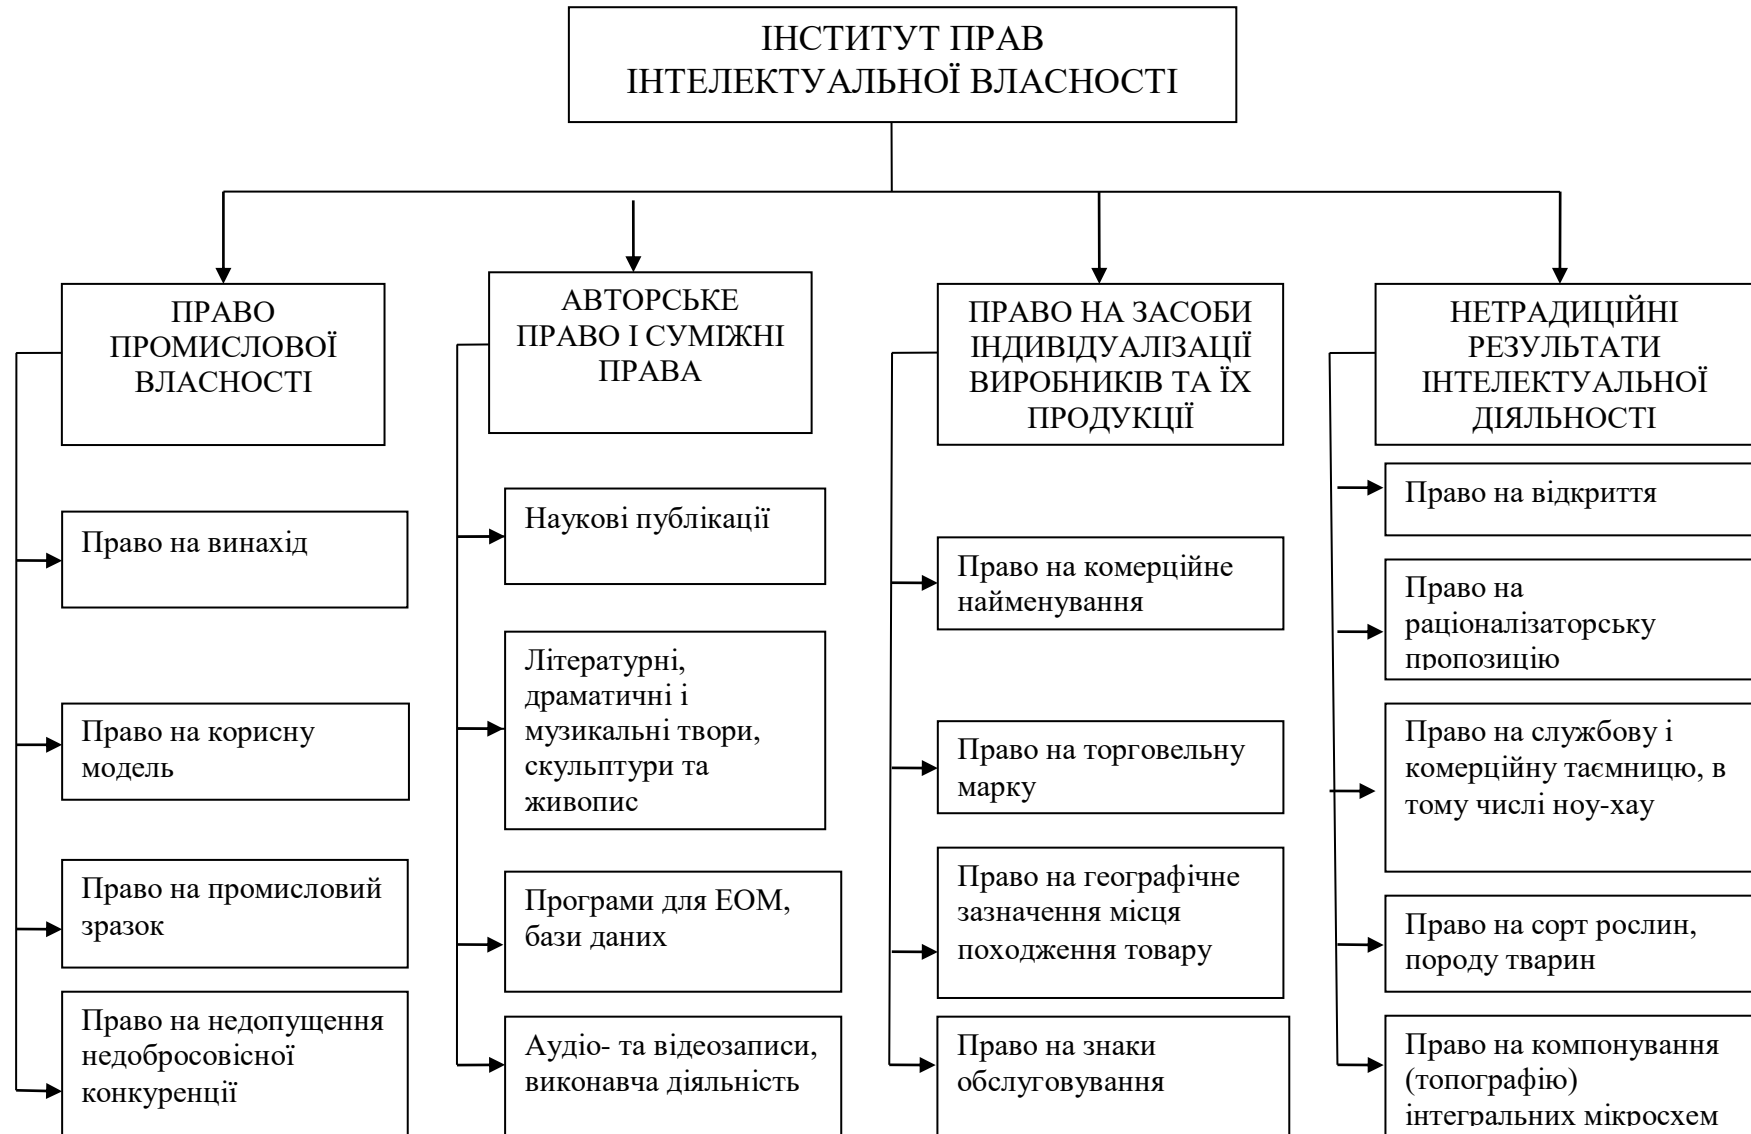 ІНСТИТУТ ПРАВ
ІНТЕЛЕКТУАЛЬНОЇ ВЛАСНОСТІ
ПРАВО
ПРОМИСЛОВОЇ
ВЛАСНОСТІ
Право на винахід
Право на корисну
модель
Право на промисловий
зразок
Право на недопущення
недобросовісної
конкуренції
АВТОРСЬКЕ
ПРАВО І СУМІЖНІ
ПРАВА
Наукові публікації
Літературні,
драматичні і
музикальні твори,
скульптури та
живопис
Програми для ЕОМ,
бази даних
Аудіо- та відеозаписи,
виконавча діяльність
ПРАВО НА ЗАСОБИ
ІНДИВІДУАЛІЗАЦІЇ
ВИРОБНИКІВ ТА ЇХ
ПРОДУКЦІЇ
Право на комерційне
найменування
Право на торговельну
марку
Право на географічне
зазначення місця
походження товару
Право на знаки
обслуговування
НЕТРАДИЦІЙНІ
РЕЗУЛЬТАТИ
ІНТЕЛЕКТУАЛЬНОЇ
ДІЯЛЬНОСТІ
Право на відкриття
Право на
раціоналізаторську
пропозицію
Право на службову і
комерційну таємницю, в
тому числі ноу-хау
Право на сорт рослин,
породу тварин
Право на компонування
(топографію)
інтегральних мікросхем